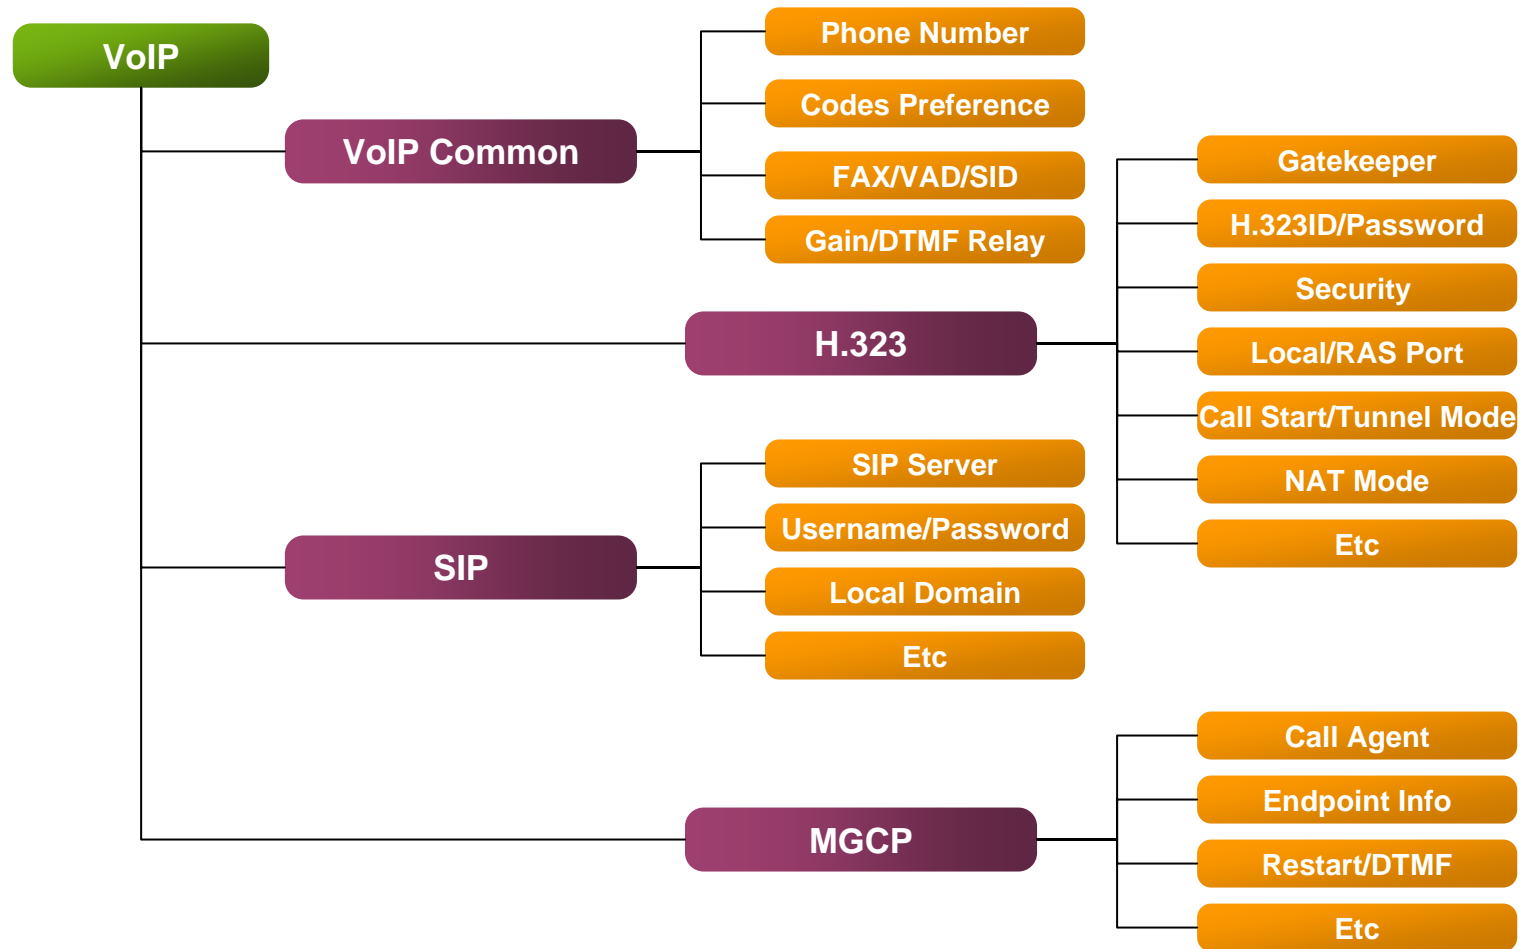 VoIP
VoIP Common
Phone Number
Codes Preference
FAX/VAD/SID
Gain/DTMF Relay
H.323
Gatekeeper
H.323ID/Password
Security
Local/RAS Port
Call Start/Tunnel Mode
NAT Mode
Etc
SIP
SIP Server
Username/Password
Local Domain
Etc
MGCP
Call Agent
Endpoint Info
Restart/DTMF
Etc